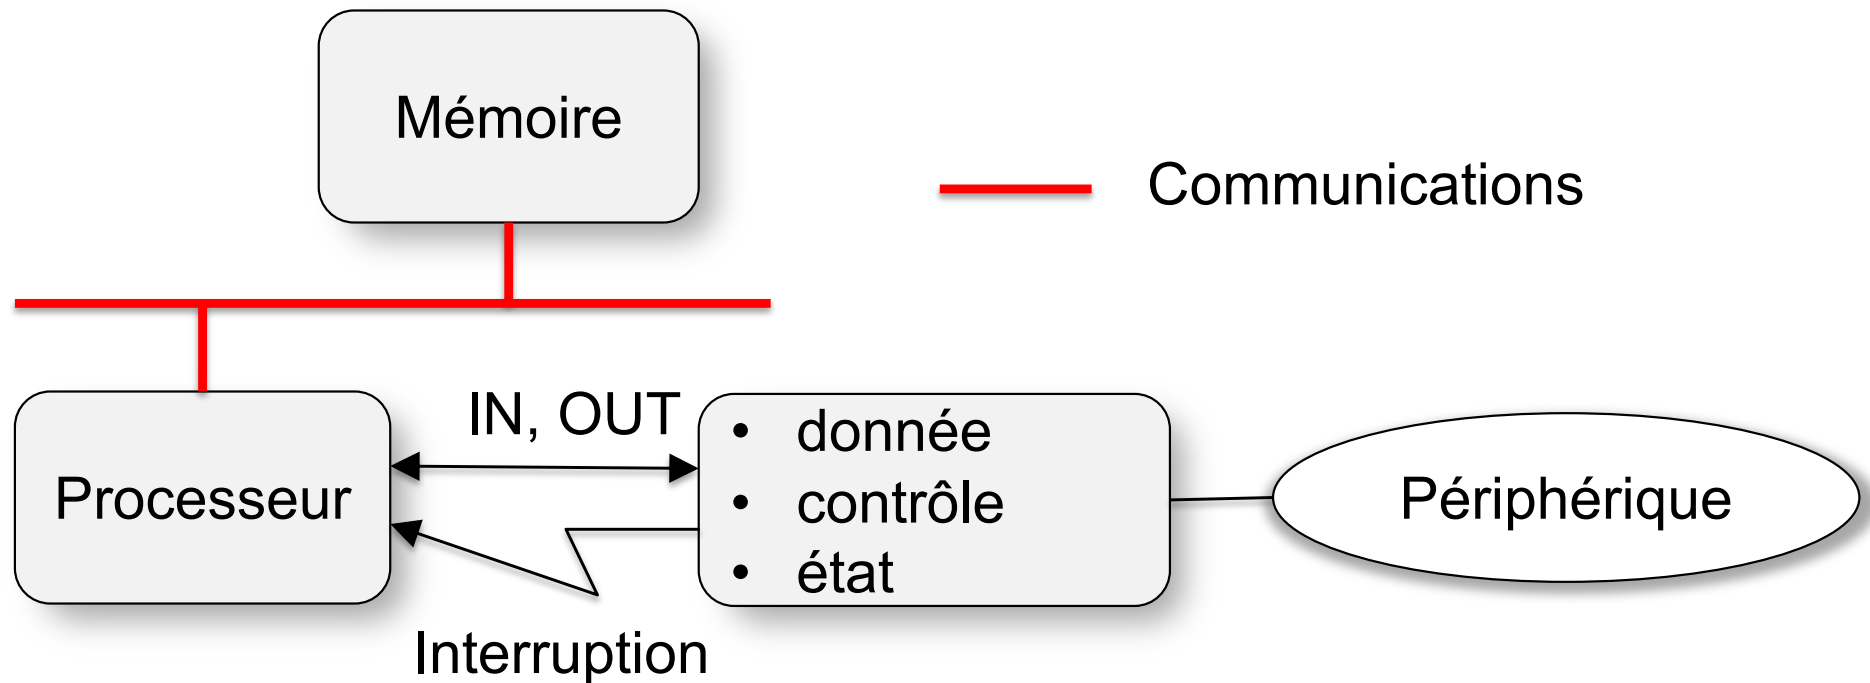 Mémoire
Communications
IN, OUT
Processeur
• donnée
• contrôle
• état
Périphérique
Interruption